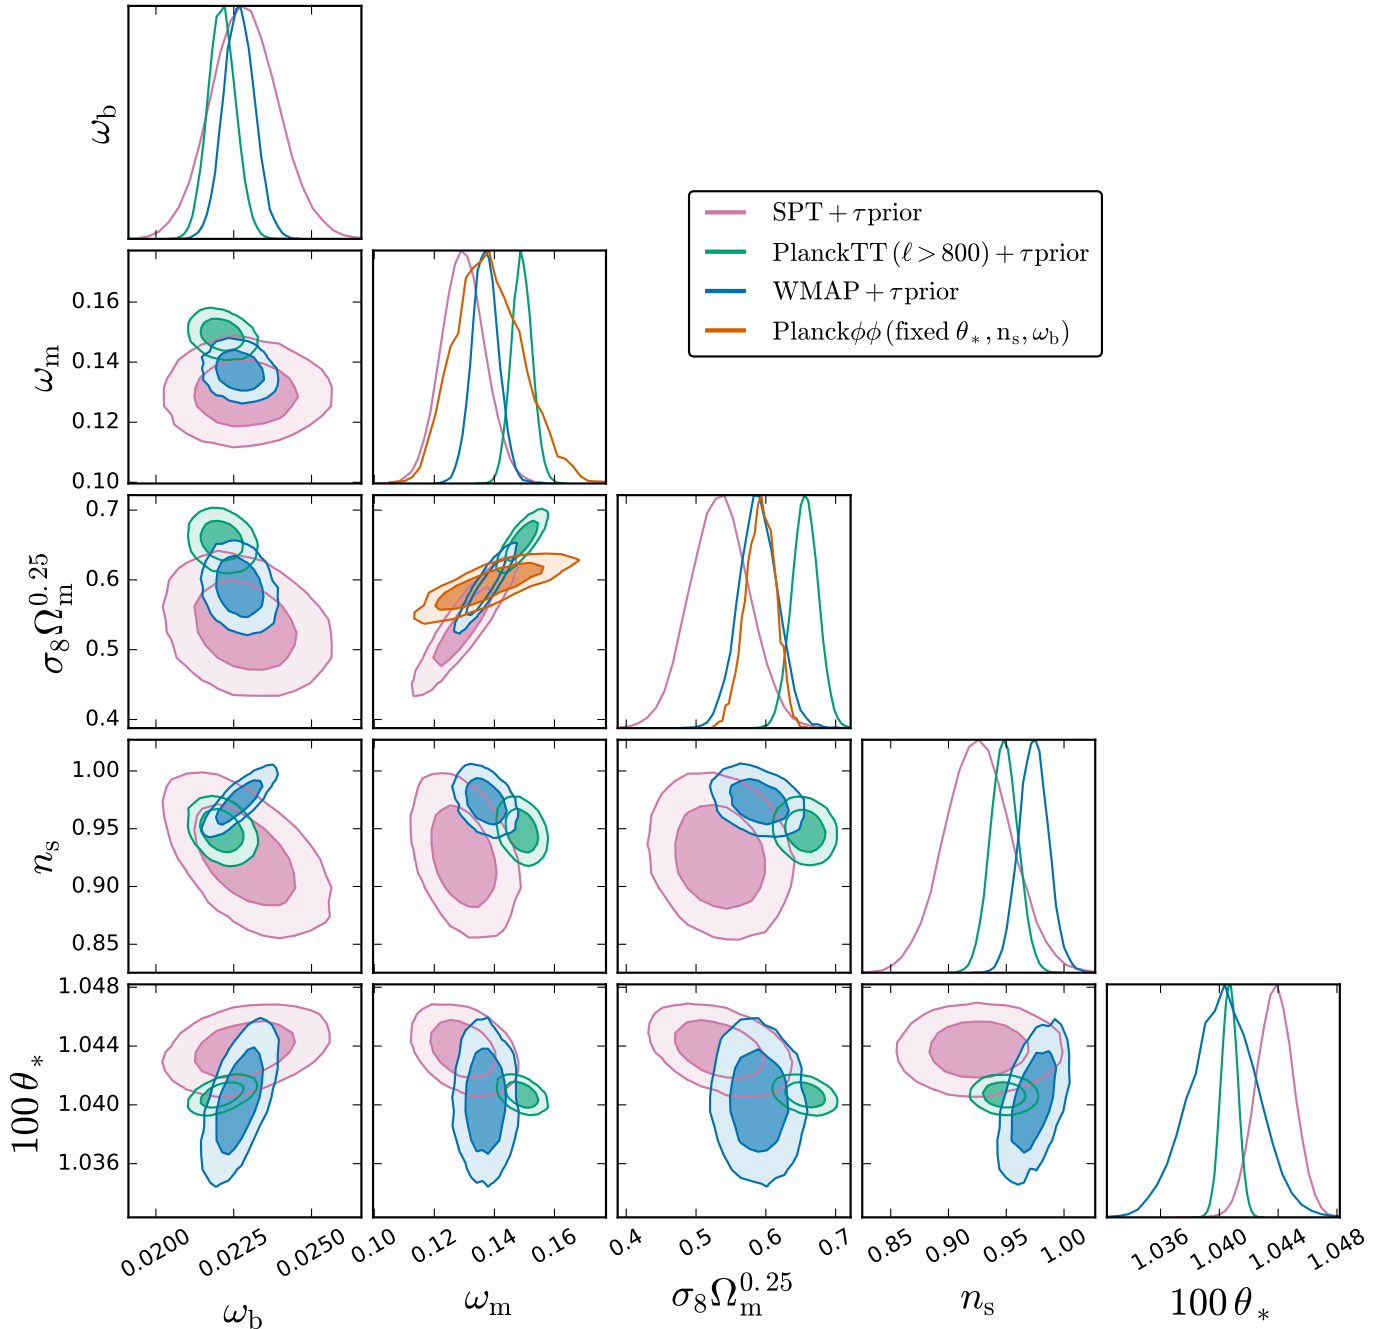 ω_b
SPT + τ prior
PlanckTT (ℓ > 800) + τ prior
WMAP + τ prior
Planckϕϕ (fixed θ_*, n_s, ω_b)
0.16
0.14
0.12
0.10
ω_m
0.7
0.6
0.5
0.4
σ_8 Ω_m^0.25
1.00
0.95
0.90
0.85
n_s
1.048
1.044
1.040
1.036
100 θ_*
0.0200 0.0225 0.0250 0.10 0.12 0.14 0.16 0.4 0.5 0.6 0.7 0.85 0.90 0.95 1.00 1.036 1.040 1.044 1.048
ω_b ω_m σ_8 Ω_m^0.25 n_s 100 θ_*